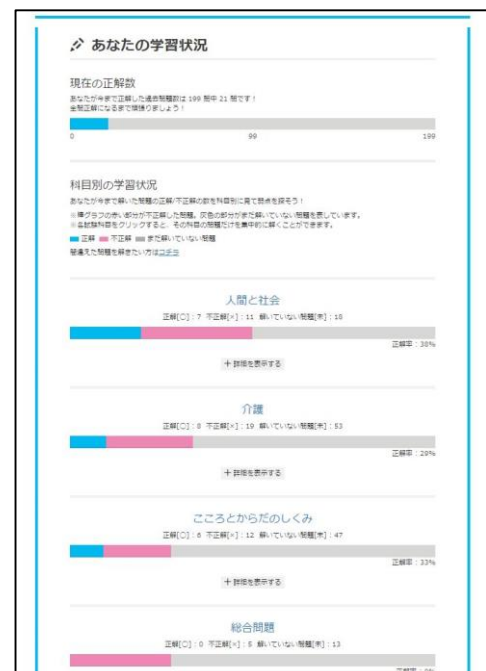 あなたの学習状況
現在の正解数
あなたが今まで正解した過去問題数は 199 問中 21 問です！
全問正解になるまで頑張りましょう！
0 99 199
科目別の学習状況
あなたが今まで解いた問題の正解/不正解の数を科目別に見て弱点を探そう！
※棒グラフの赤い部分が不正解した問題、灰色の部分がまだ解いていない問題を表しています。
※各試験科目をクリックすると、その科目の問題だけを集中的に解くことができます。
正解 不正解 まだ解いていない問題
間違えた問題を解きたい方はコチラ
人間と社会
正解[○]：7 不正解[×]：11 解いていない問題[未]：18
正解率：38%
＋詳細を表示する
介護
正解[○]：8 不正解[×]：19 解いていない問題[未]：53
正解率：29%
＋詳細を表示する
こころとからだのしくみ
正解[○]：6 不正解[×]：12 解いていない問題[未]：47
正解率：33%
＋詳細を表示する
総合問題
正解[○]：0 不正解[×]：5 解いていない問題[未]：13
正解率：0%